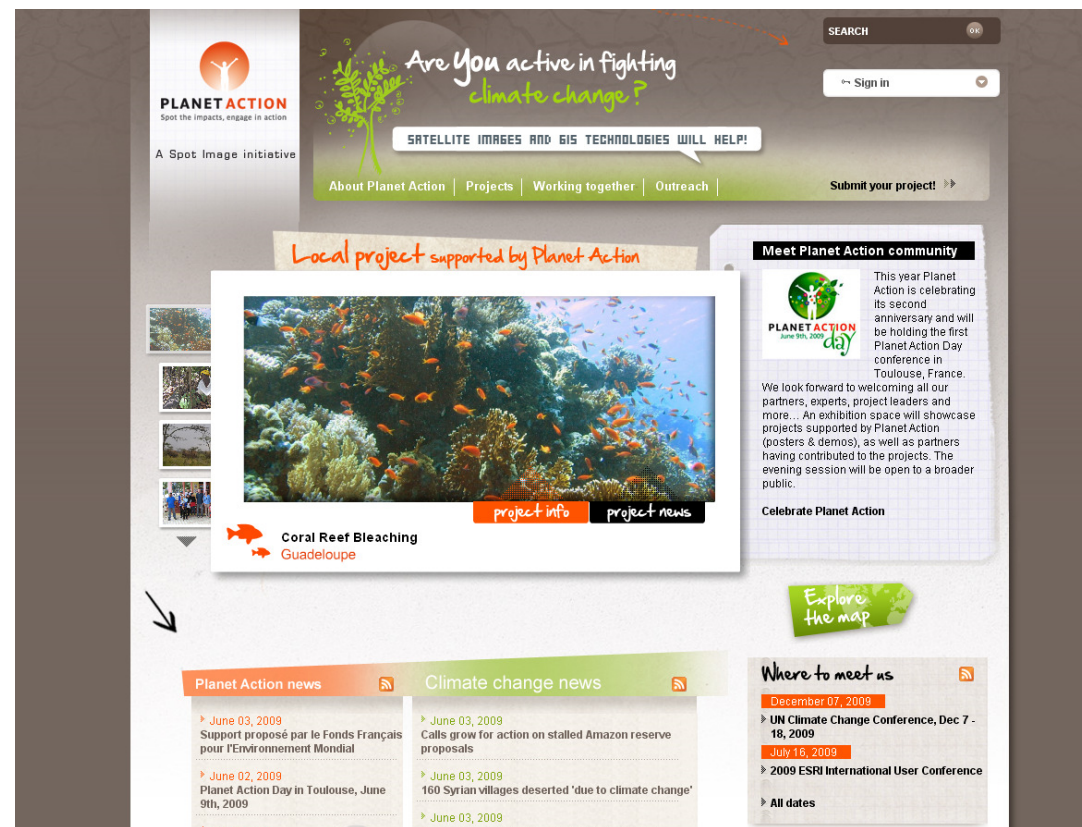 SEARCH
OK
Sign in
PLANET ACTION
Spot the impacts, engage in action
A Spot Image initiative
Are you active in fighting
climate change?
SATELLITE IMAGES AND GIS TECHNOLOGIES WILL HELP!
About Planet Action
Projects
Working together
Outreach
Submit your project!
Local project supported by Planet Action
project info
project news
Coral Reef Bleaching
Guadeloupe
Meet Planet Action community
PLANET ACTION
June 9th, 2009
day
This year Planet
Action is celebrating
its second
anniversary and will
be holding the first
Planet Action Day
conference in
Toulouse, France.
We look forward to welcoming all our
partners, experts, project leaders and
more... An exhibition space will showcase
projects supported by Planet Action
(posters & demos), as well as partners
having contributed to the projects. The
evening session will be open to a broader
public.
Celebrate Planet Action
Explore
the map
Planet Action news
June 03, 2009
Support proposé par le Fonds Français
pour l'Environnement Mondial
June 02, 2009
Planet Action Day in Toulouse, June
9th, 2009
Climate change news
June 03, 2009
Calls grow for action on stalled Amazon reserve
proposals
June 03, 2009
160 Syrian villages deserted 'due to climate change'
June 03, 2009
Where to meet us
December 07, 2009
UN Climate Change Conference, Dec 7 -
18, 2009
July 16, 2009
2009 ESRI International User Conference
All dates